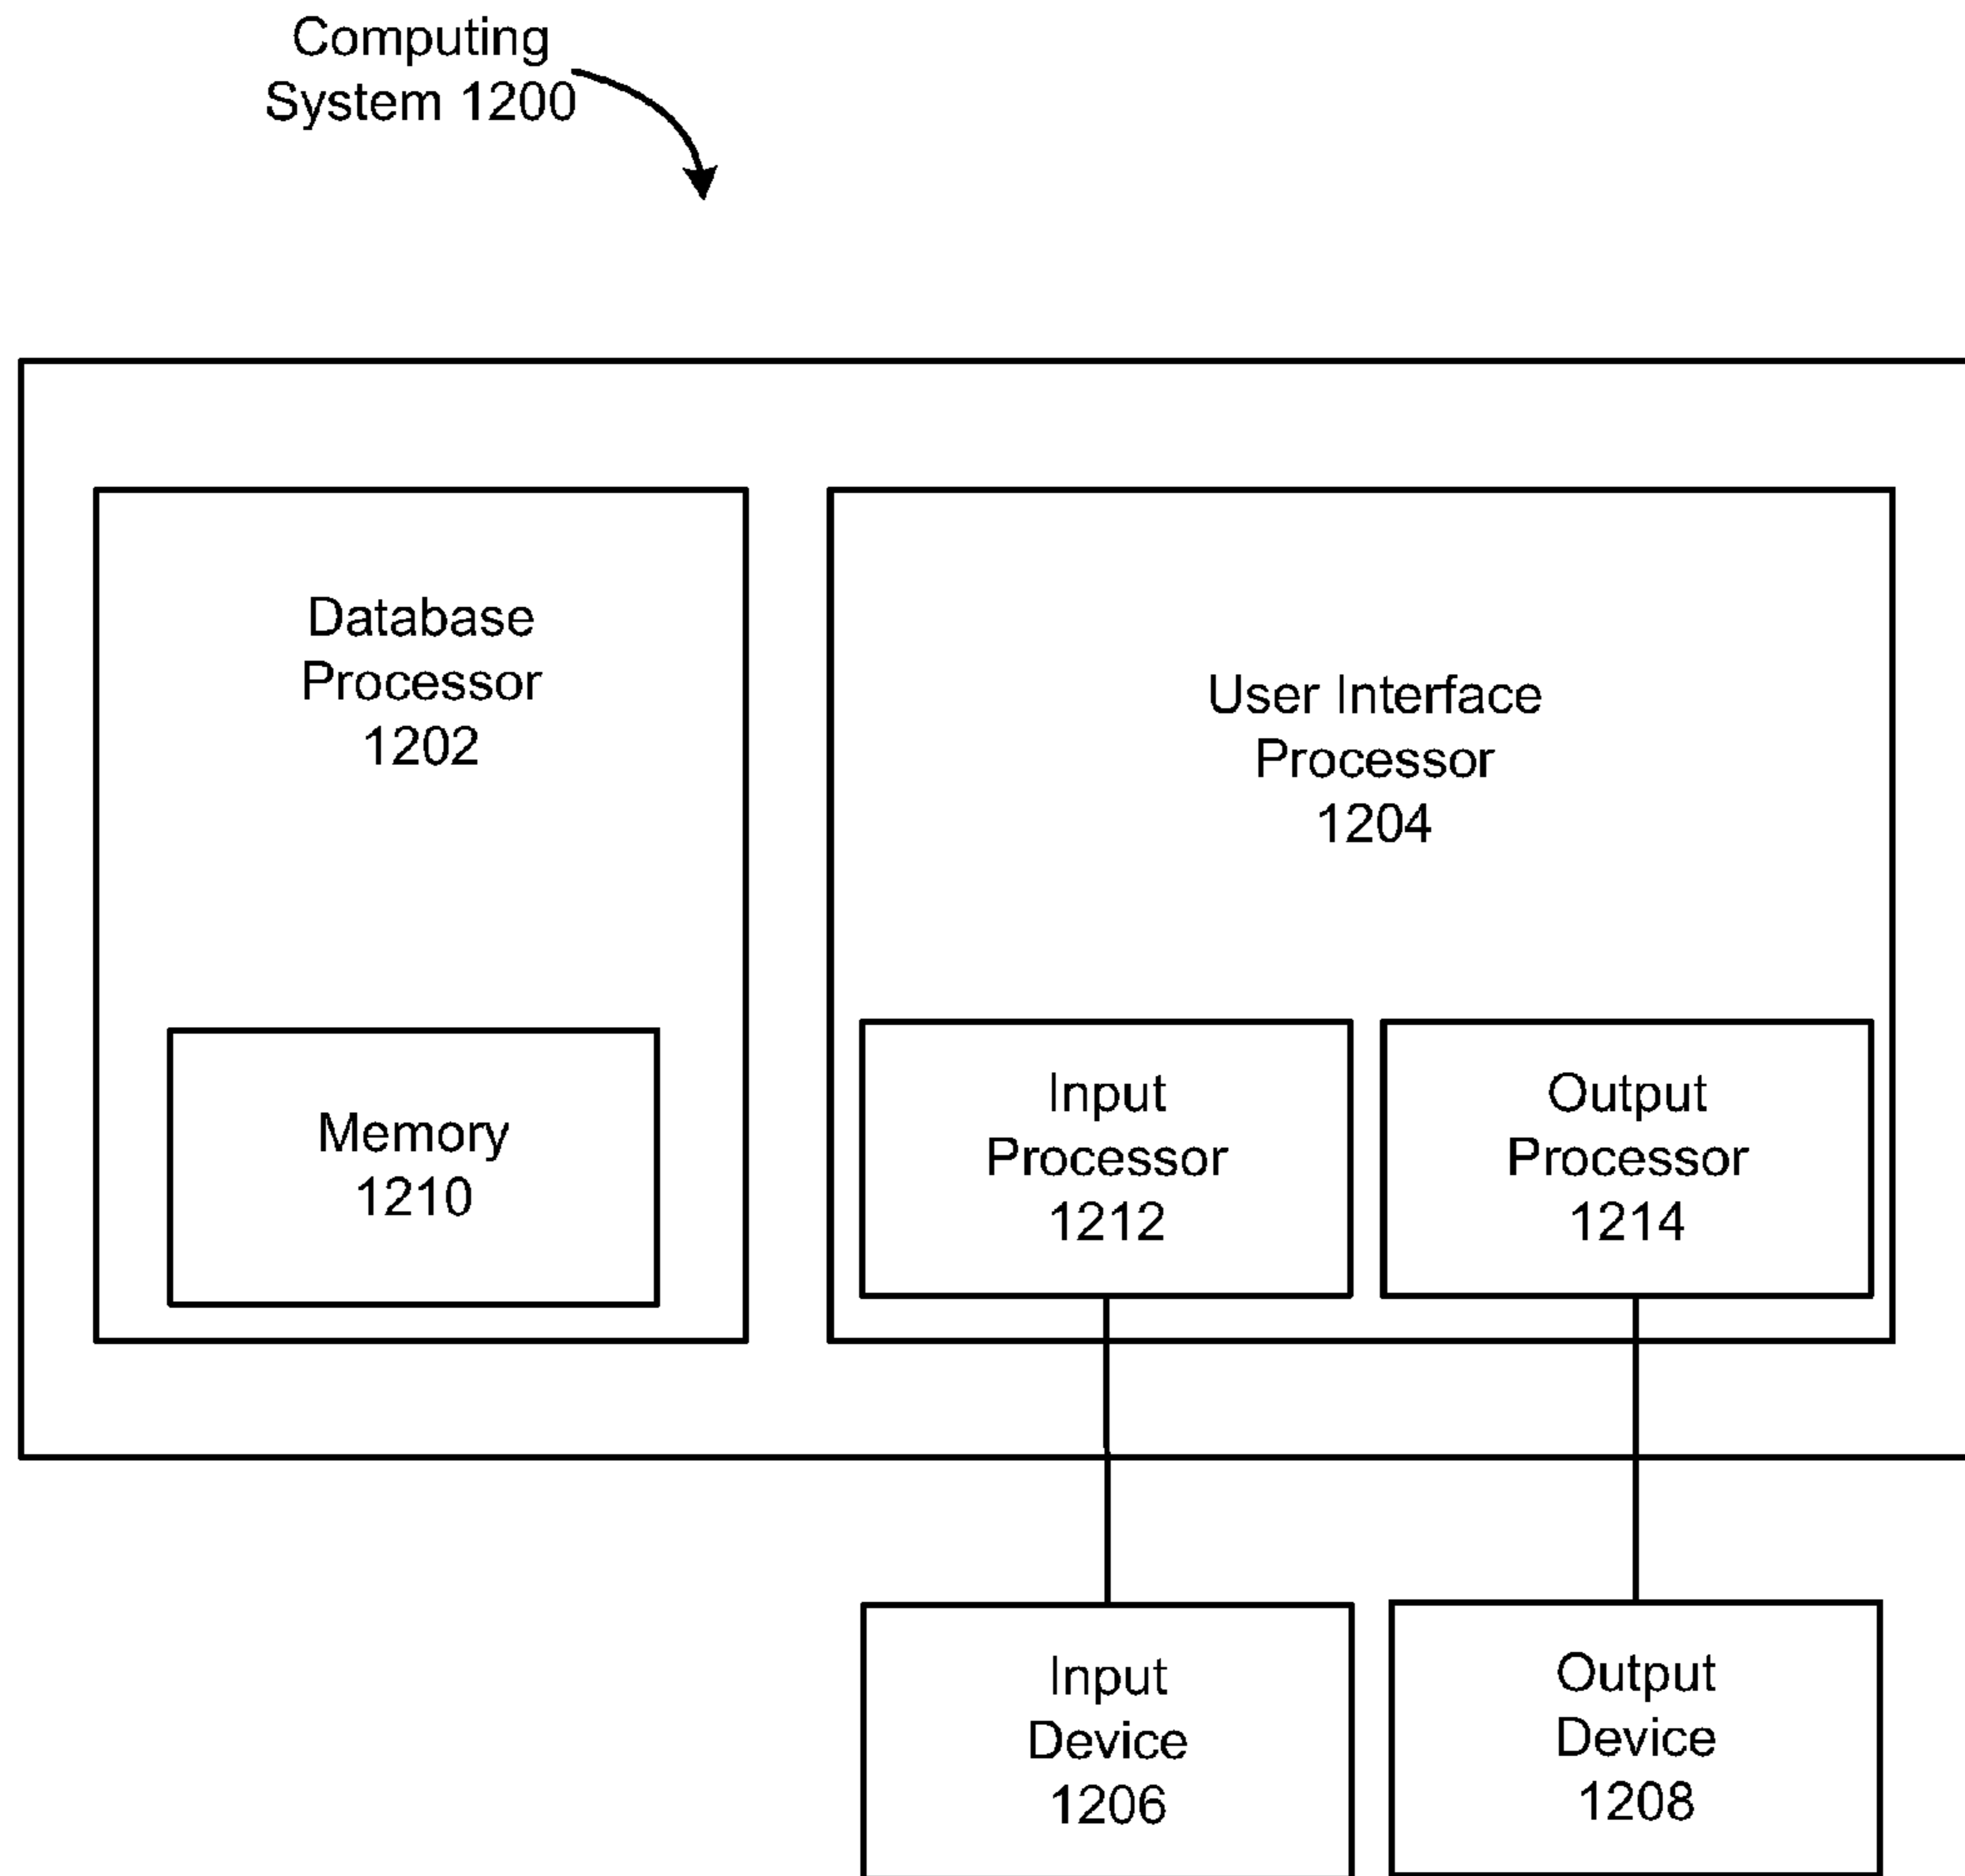 Computing
System 1200
Database
Processor
1202
User Interface
Processor
1204
Memory
1210
Input
Processor
1212
Output
Processor
1214
Input
Device
1206
Output
Device
1208